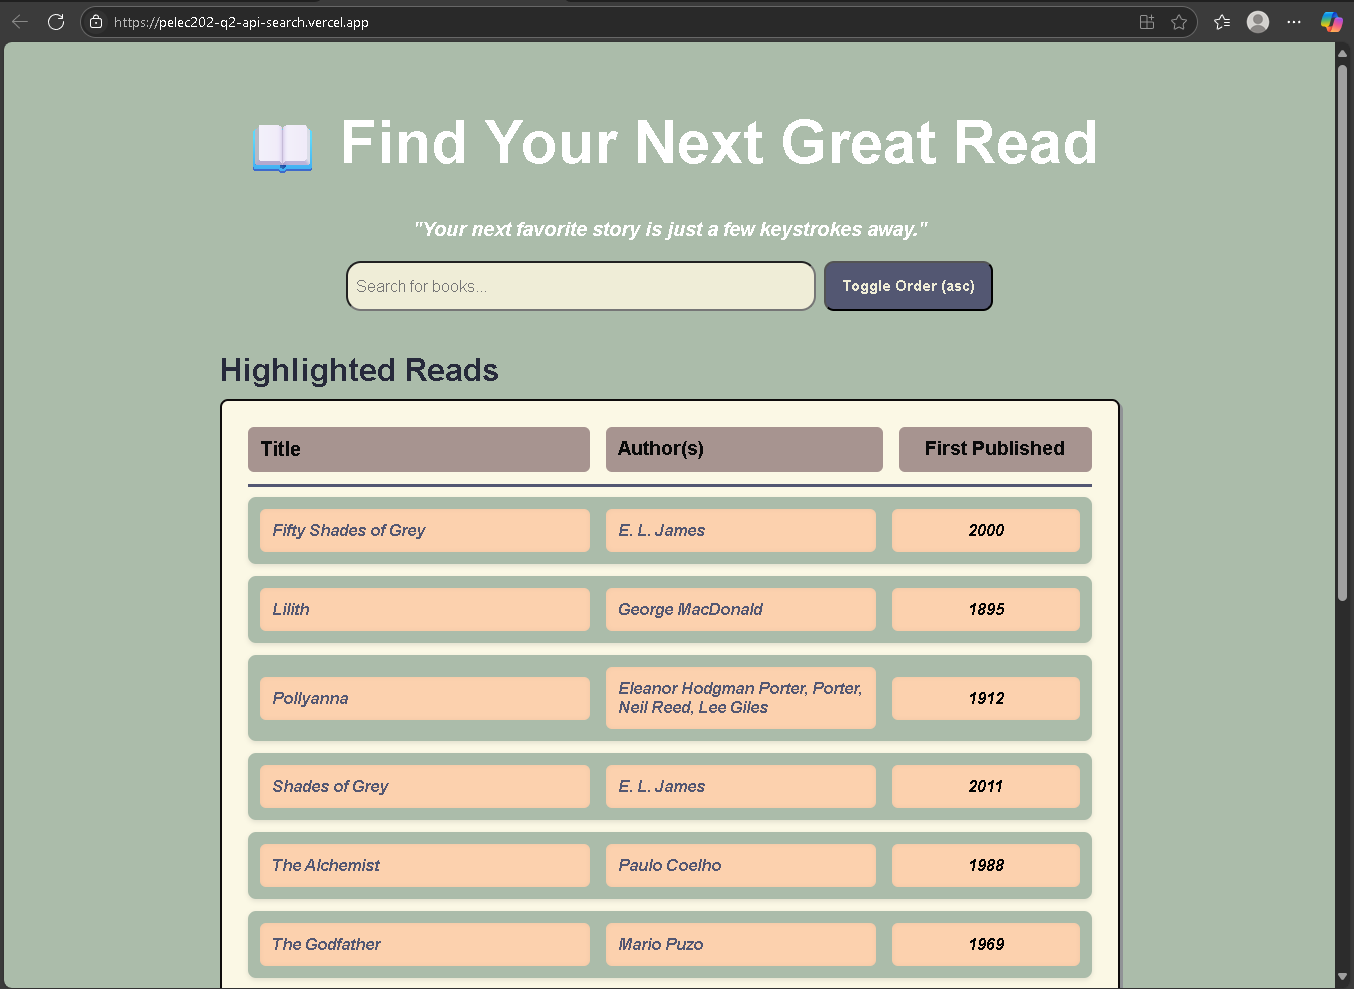 https://pelec202-q2-api-search.vercel.app
Find Your Next Great Read
"Your next favorite story is just a few keystrokes away."
Search for books...
Toggle Order (asc)
Highlighted Reads
Title
Author(s)
First Published
Fifty Shades of Grey
E. L. James
2000
Lilith
George MacDonald
1895
Pollyanna
Eleanor Hodgman Porter, Porter,
Neil Reed, Lee Giles
1912
Shades of Grey
E. L. James
2011
The Alchemist
Paulo Coelho
1988
The Godfather
Mario Puzo
1969